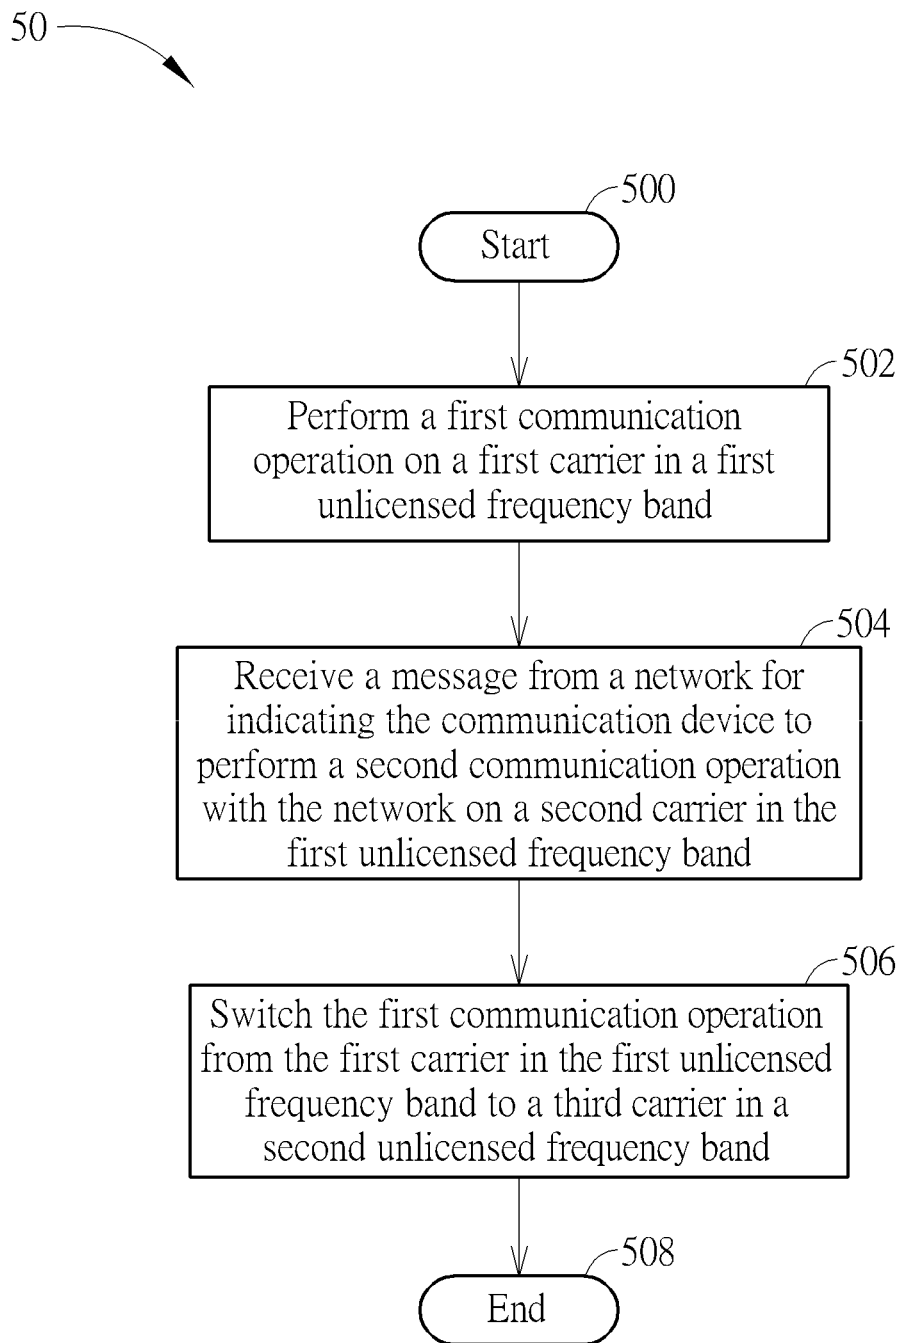 50
500
Start
502
Perform a first communication
operation on a first carrier in a first
unlicensed frequency band
504
Receive a message from a network for
indicating the communication device to
perform a second communication operation
with the network on a second carrier in the
first unlicensed frequency band
506
Switch the first communication operation
from the first carrier in the first unlicensed
frequency band to a third carrier in a
second unlicensed frequency band
508
End